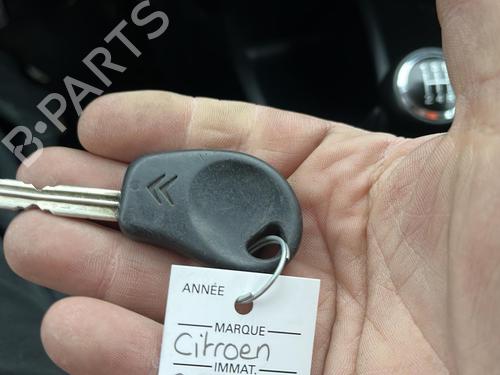 B-PARTS
ANNÉE
MARQUE
Citroen
IMMAT.